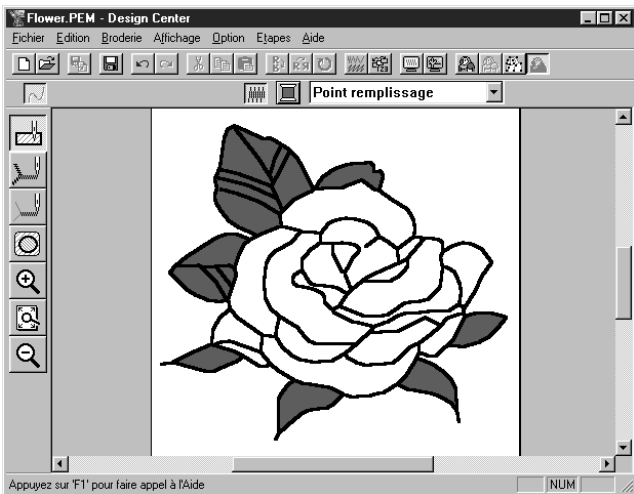 Flower.PEM - Design Center
Fichier Edition Broderie Affichage Option Etapes Aide
Point remplissage
Appuyez sur 'F1' pour faire appel à l'Aide
NUM